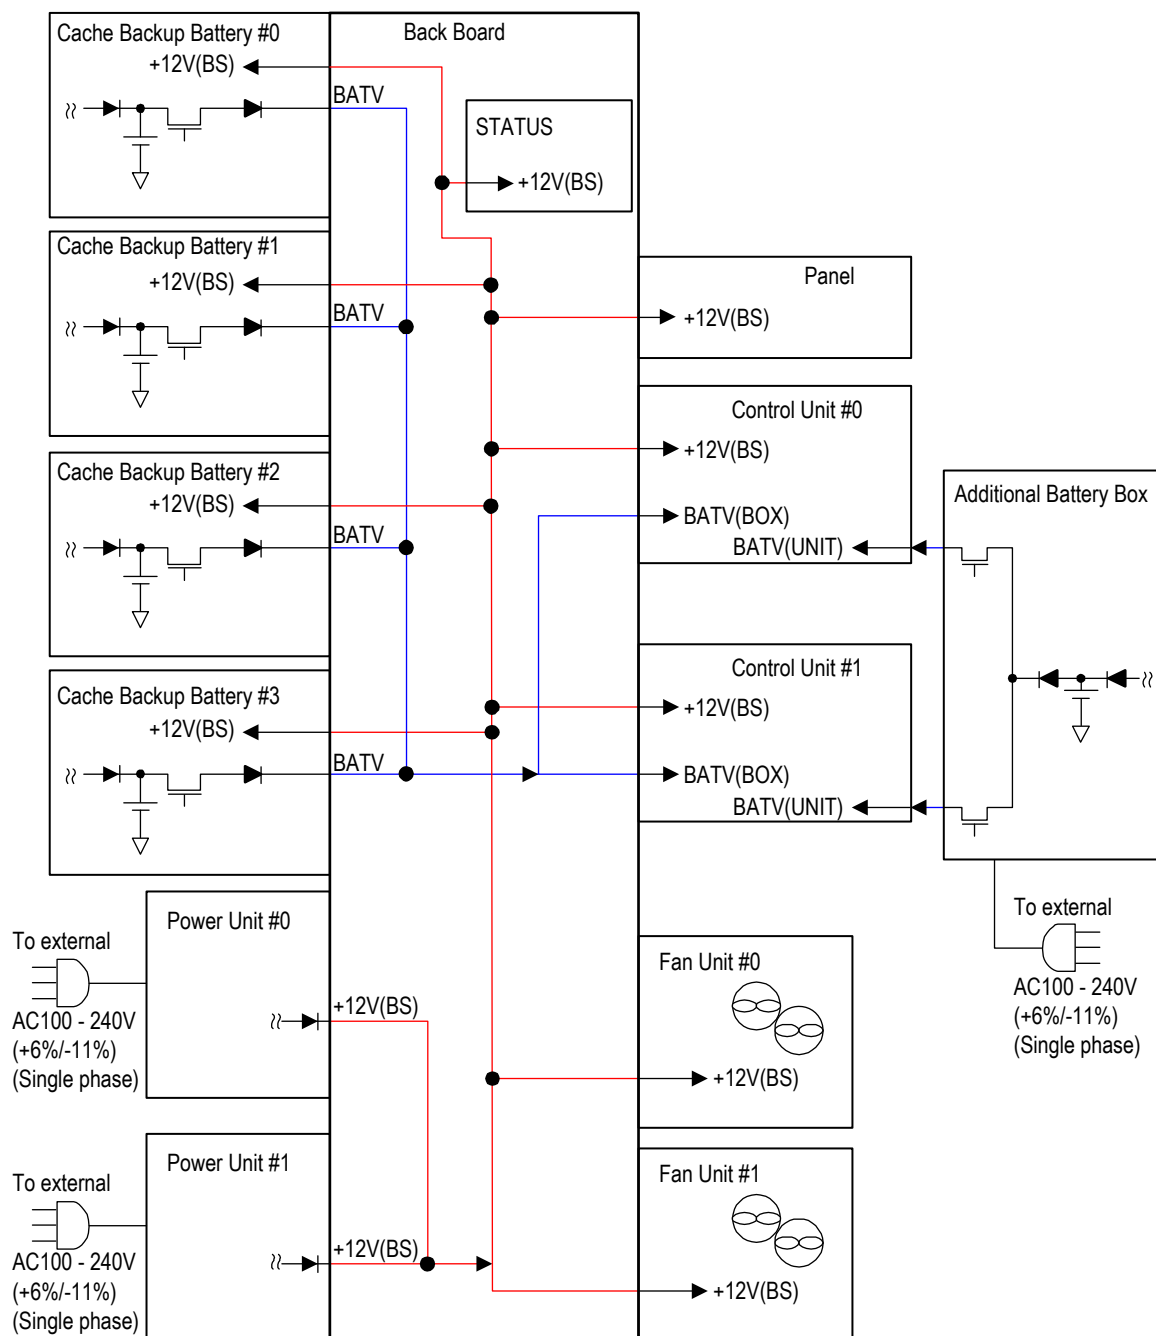 Cache Backup Battery #0
+12V(BS)
BATV
Back Board
STATUS
+12V(BS)
Cache Backup Battery #1
+12V(BS)
BATV
Panel
+12V(BS)
Control Unit #0
+12V(BS)
BATV(BOX)
BATV(UNIT)
Cache Backup Battery #2
+12V(BS)
BATV
Additional Battery Box
Control Unit #1
+12V(BS)
BATV(BOX)
BATV(UNIT)
Cache Backup Battery #3
+12V(BS)
BATV
To external
AC100 - 240V
(+6%/-11%)
(Single phase)
Power Unit #0
+12V(BS)
Fan Unit #0
+12V(BS)
To external
AC100 - 240V
(+6%/-11%)
(Single phase)
To external
AC100 - 240V
(+6%/-11%)
(Single phase)
Power Unit #1
+12V(BS)
Fan Unit #1
+12V(BS)